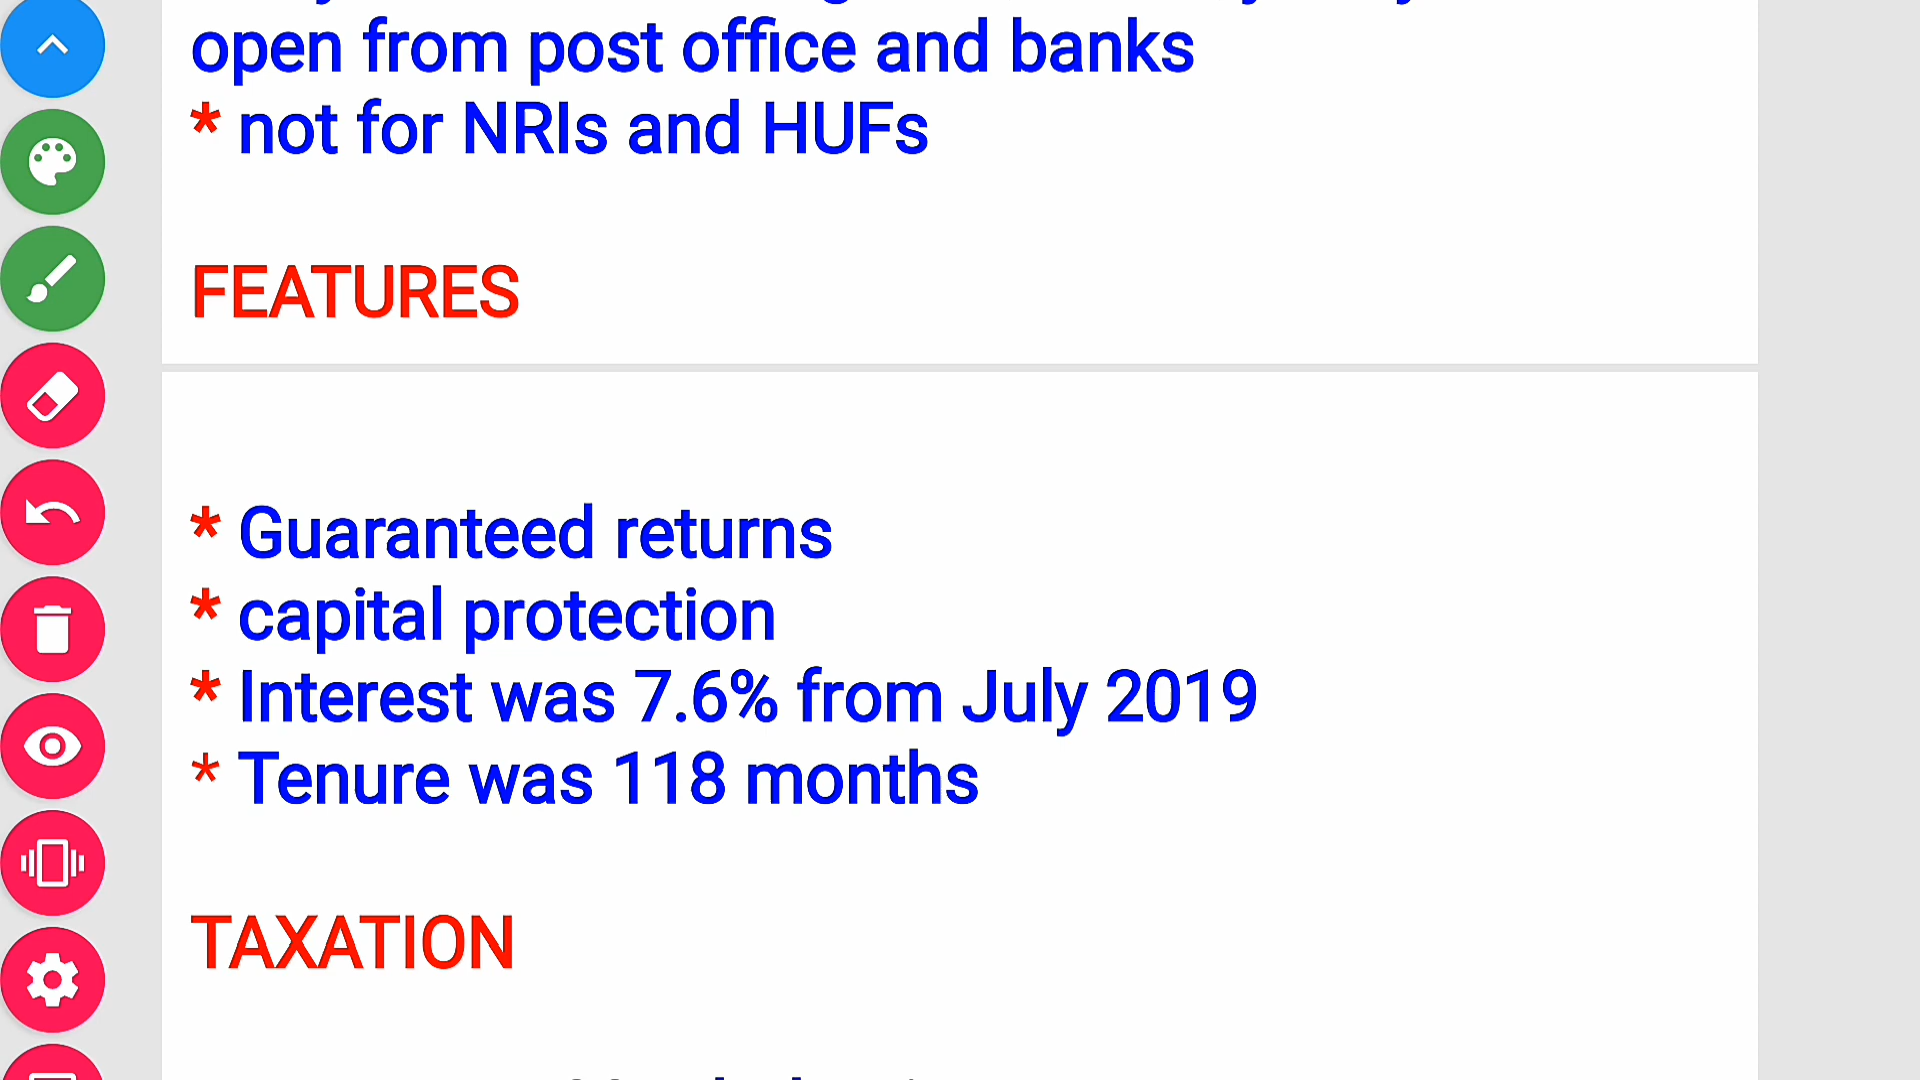 open from post office and banks
* not for NRIs and HUFs
FEATURES
* Guaranteed returns
* capital protection
* Interest was 7.6% from July 2019
* Tenure was 118 months
TAXATION